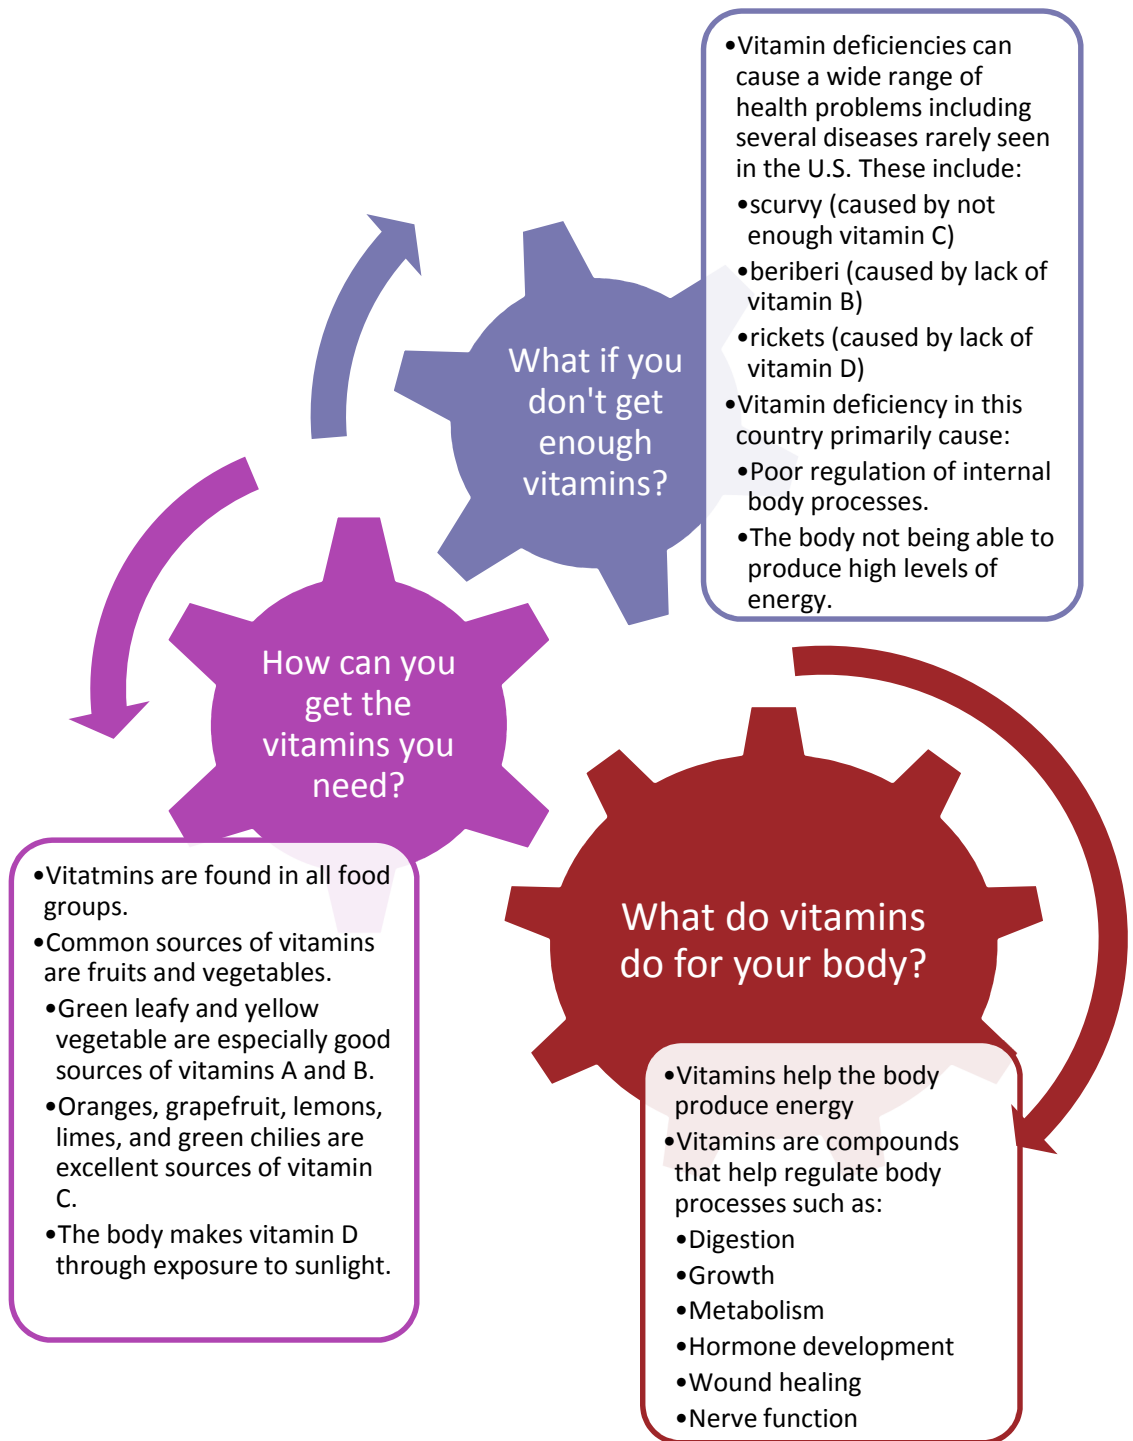 •Vitamin deficiencies can
cause a wide range of
health problems including
several diseases rarely seen
in the U.S. These include:
•scurvy (caused by not
enough vitamin C)
•beriberi (caused by lack of
vitamin B)
•rickets (caused by lack of
vitamin D)
•Vitamin deficiency in this
country primarily cause:
•Poor regulation of internal
body processes.
•The body not being able to
produce high levels of
energy.
What if you
don't get
enough
vitamins?
How can you
get the
vitamins you
need?
•Vitatmins are found in all food
groups.
•Common sources of vitamins
are fruits and vegetables.
•Green leafy and yellow
vegetable are especially good
sources of vitamins A and B.
•Oranges, grapefruit, lemons,
limes, and green chilies are
excellent sources of vitamin
C.
•The body makes vitamin D
through exposure to sunlight.
What do vitamins
do for your body?
•Vitamins help the body
produce energy
•Vitamins are compounds
that help regulate body
processes such as:
•Digestion
•Growth
•Metabolism
•Hormone development
•Wound healing
•Nerve function